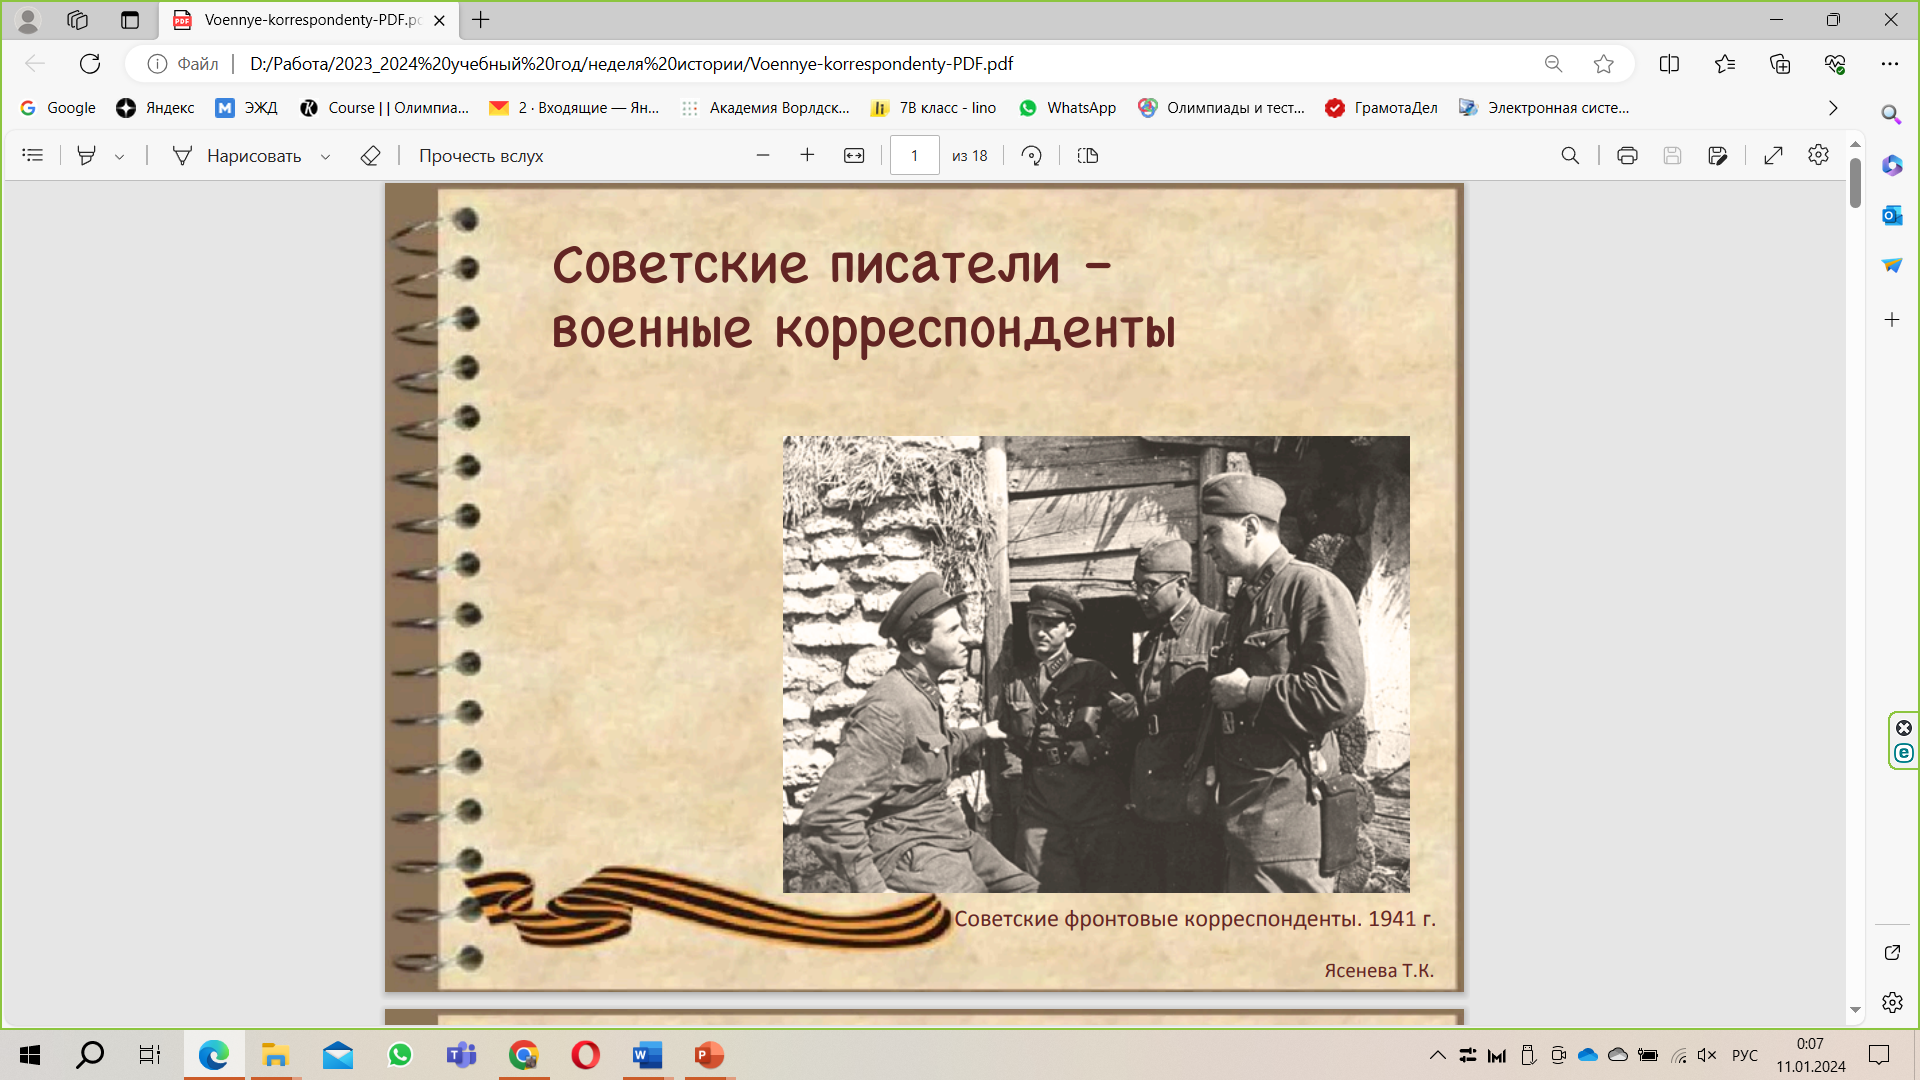 Voennye-korrespondenty-PDF.pd
Файл
D:/Работа/2023_2024%20учебный%20год/неделя%20истории/Voennye-korrespondenty-PDF.pdf
Google
Яндекс
ЭЖД
Course | | Олимпиа...
2 · Входящие — Ян...
Академия Ворлдск...
7В класс - lino
WhatsApp
Олимпиады и тест...
ГрамотаДел
Электронная систе...
Нарисовать
Прочесть вслух
1
из 18
Советские писатели –
военные корреспонденты
Советские фронтовые корреспонденты. 1941 г.
Ясенева Т.К.
РУС
0:07
11.01.2024